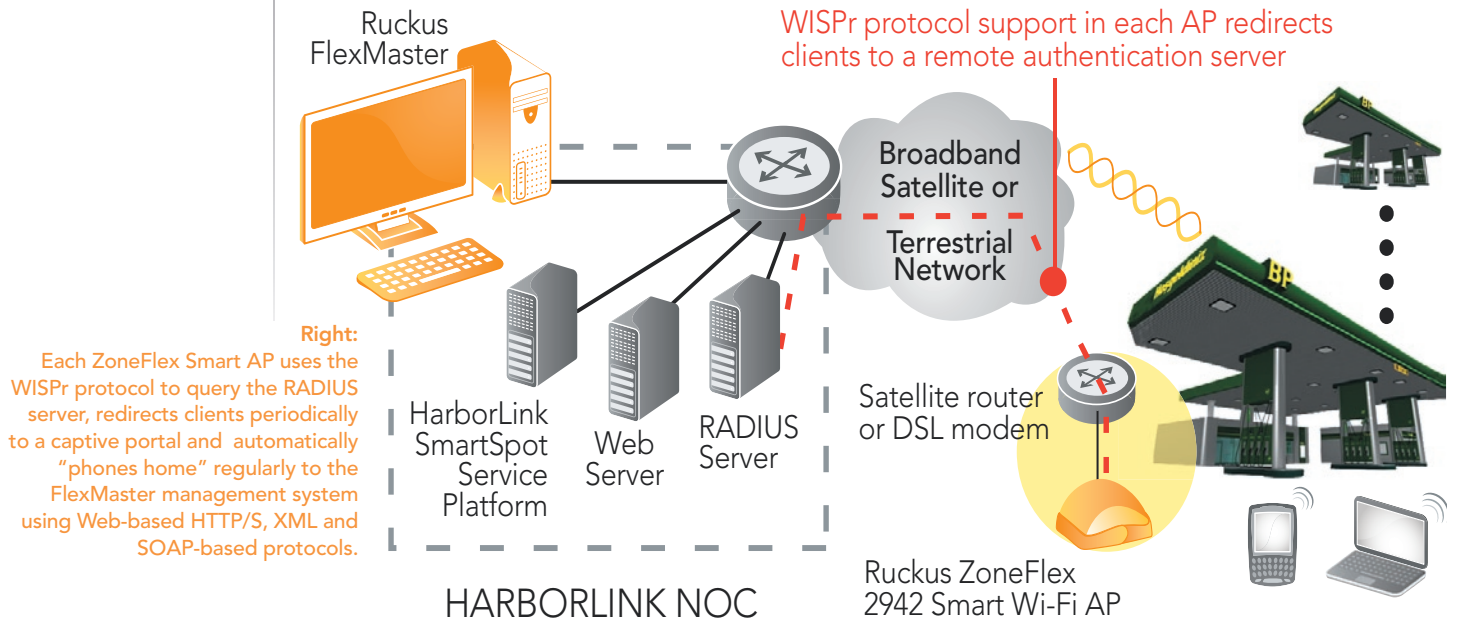 Ruckus
FlexMaster
WISPr protocol support in each AP redirects
clients to a remote authentication server
Broadband
Satellite or
Terrestrial
Network
BP
BP
Right:
Each ZoneFlex Smart AP uses the
WISPr protocol to query the RADIUS
server, redirects clients periodically
to a captive portal and automatically
“phones home” regularly to the
FlexMaster management system
using Web-based HTTP/S, XML and
SOAP-based protocols.
HarborLink
SmartSpot
Service
Platform
Web
Server
RADIUS
Server
Satellite router
or DSL modem
HARBORLINK NOC
Ruckus ZoneFlex
2942 Smart Wi-Fi AP